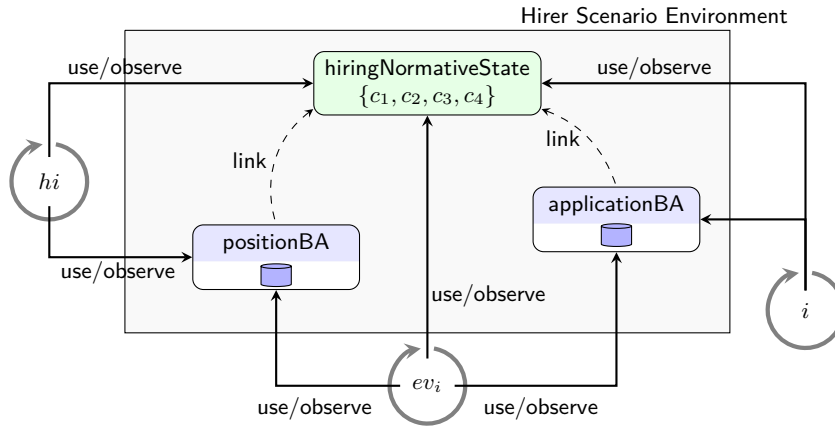 Hirer Scenario Environment
use/observe
hiringNormativeState
{c₁, c₂, c₃, c₄}
use/observe
link
link
hi
applicationBA
positionBA
use/observe
use/observe
i
ev_i
use/observe
use/observe